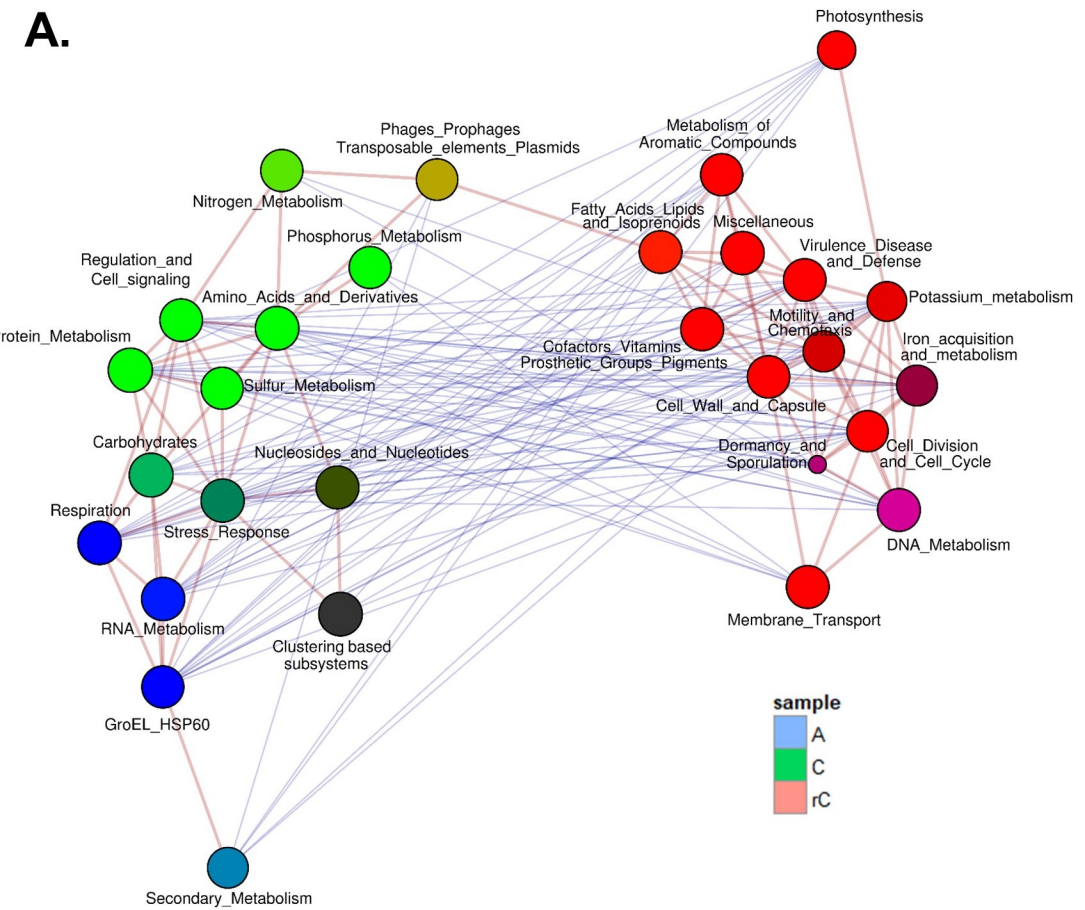 A.
Photosynthesis
Phages_Prophages
Transposable_elements_Plasmids
Metabolism_of
Aromatic_Compounds
Nitrogen_Metabolism
Fatty_Acids_Lipids
and_Isoprenoids
Miscellaneous
Phosphorus_Metabolism
Virulence_Disease
and_Defense
Regulation_and
Cell_signaling
Amino_Acids_and_Derivatives
Potassium_metabolism
Motility_and
Chemotaxis
rotein_Metabolism
Cofactors_Vitamins
Prosthetic_Groups_Pigments
Iron_acquisition
and_metabolism
Sulfur_Metabolism
Cell_Wall_and_Capsule
Carbohydrates
Nucleosides_and_Nucleotides
Dormancy_and
Sporulation
Cell_Division
and_Cell_Cycle
Respiration
Stress_Response
DNA_Metabolism
RNA_Metabolism
Membrane_Transport
Clustering based
subsystems
GroEL_HSP60
sample
A
C
rC
Secondary_Metabolism